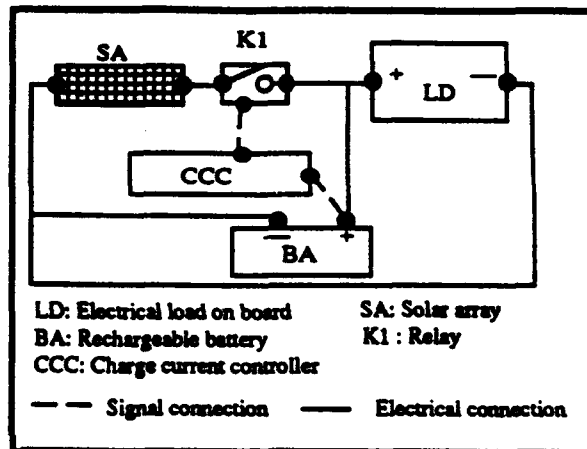 SA
K1
+ — LD
CCC
— +
BA
LD: Electrical load on board SA: Solar array
BA: Rechargeable battery K1 : Relay
CCC: Charge current controller
Signal connection Electrical connection